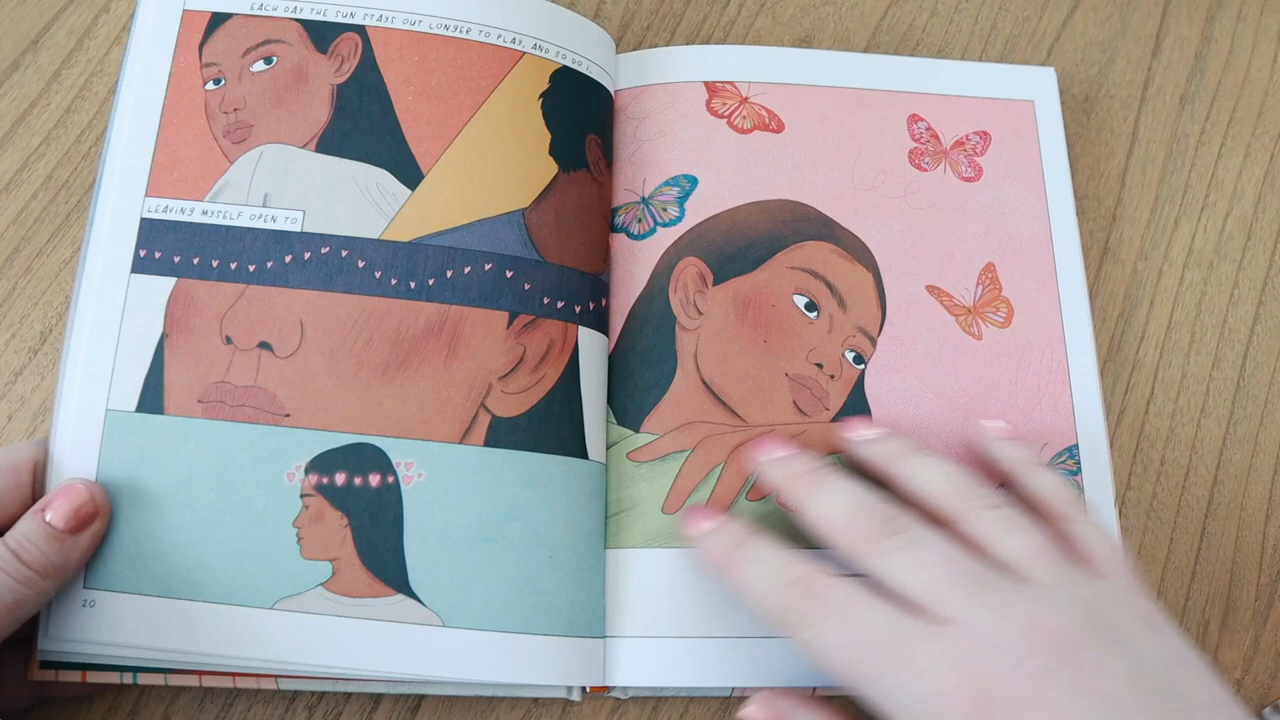 EACH DAY THE SUN STAYS OUT LONGER TO PLAY, AND SO DO I,
LEAVING MYSELF OPEN TO
20